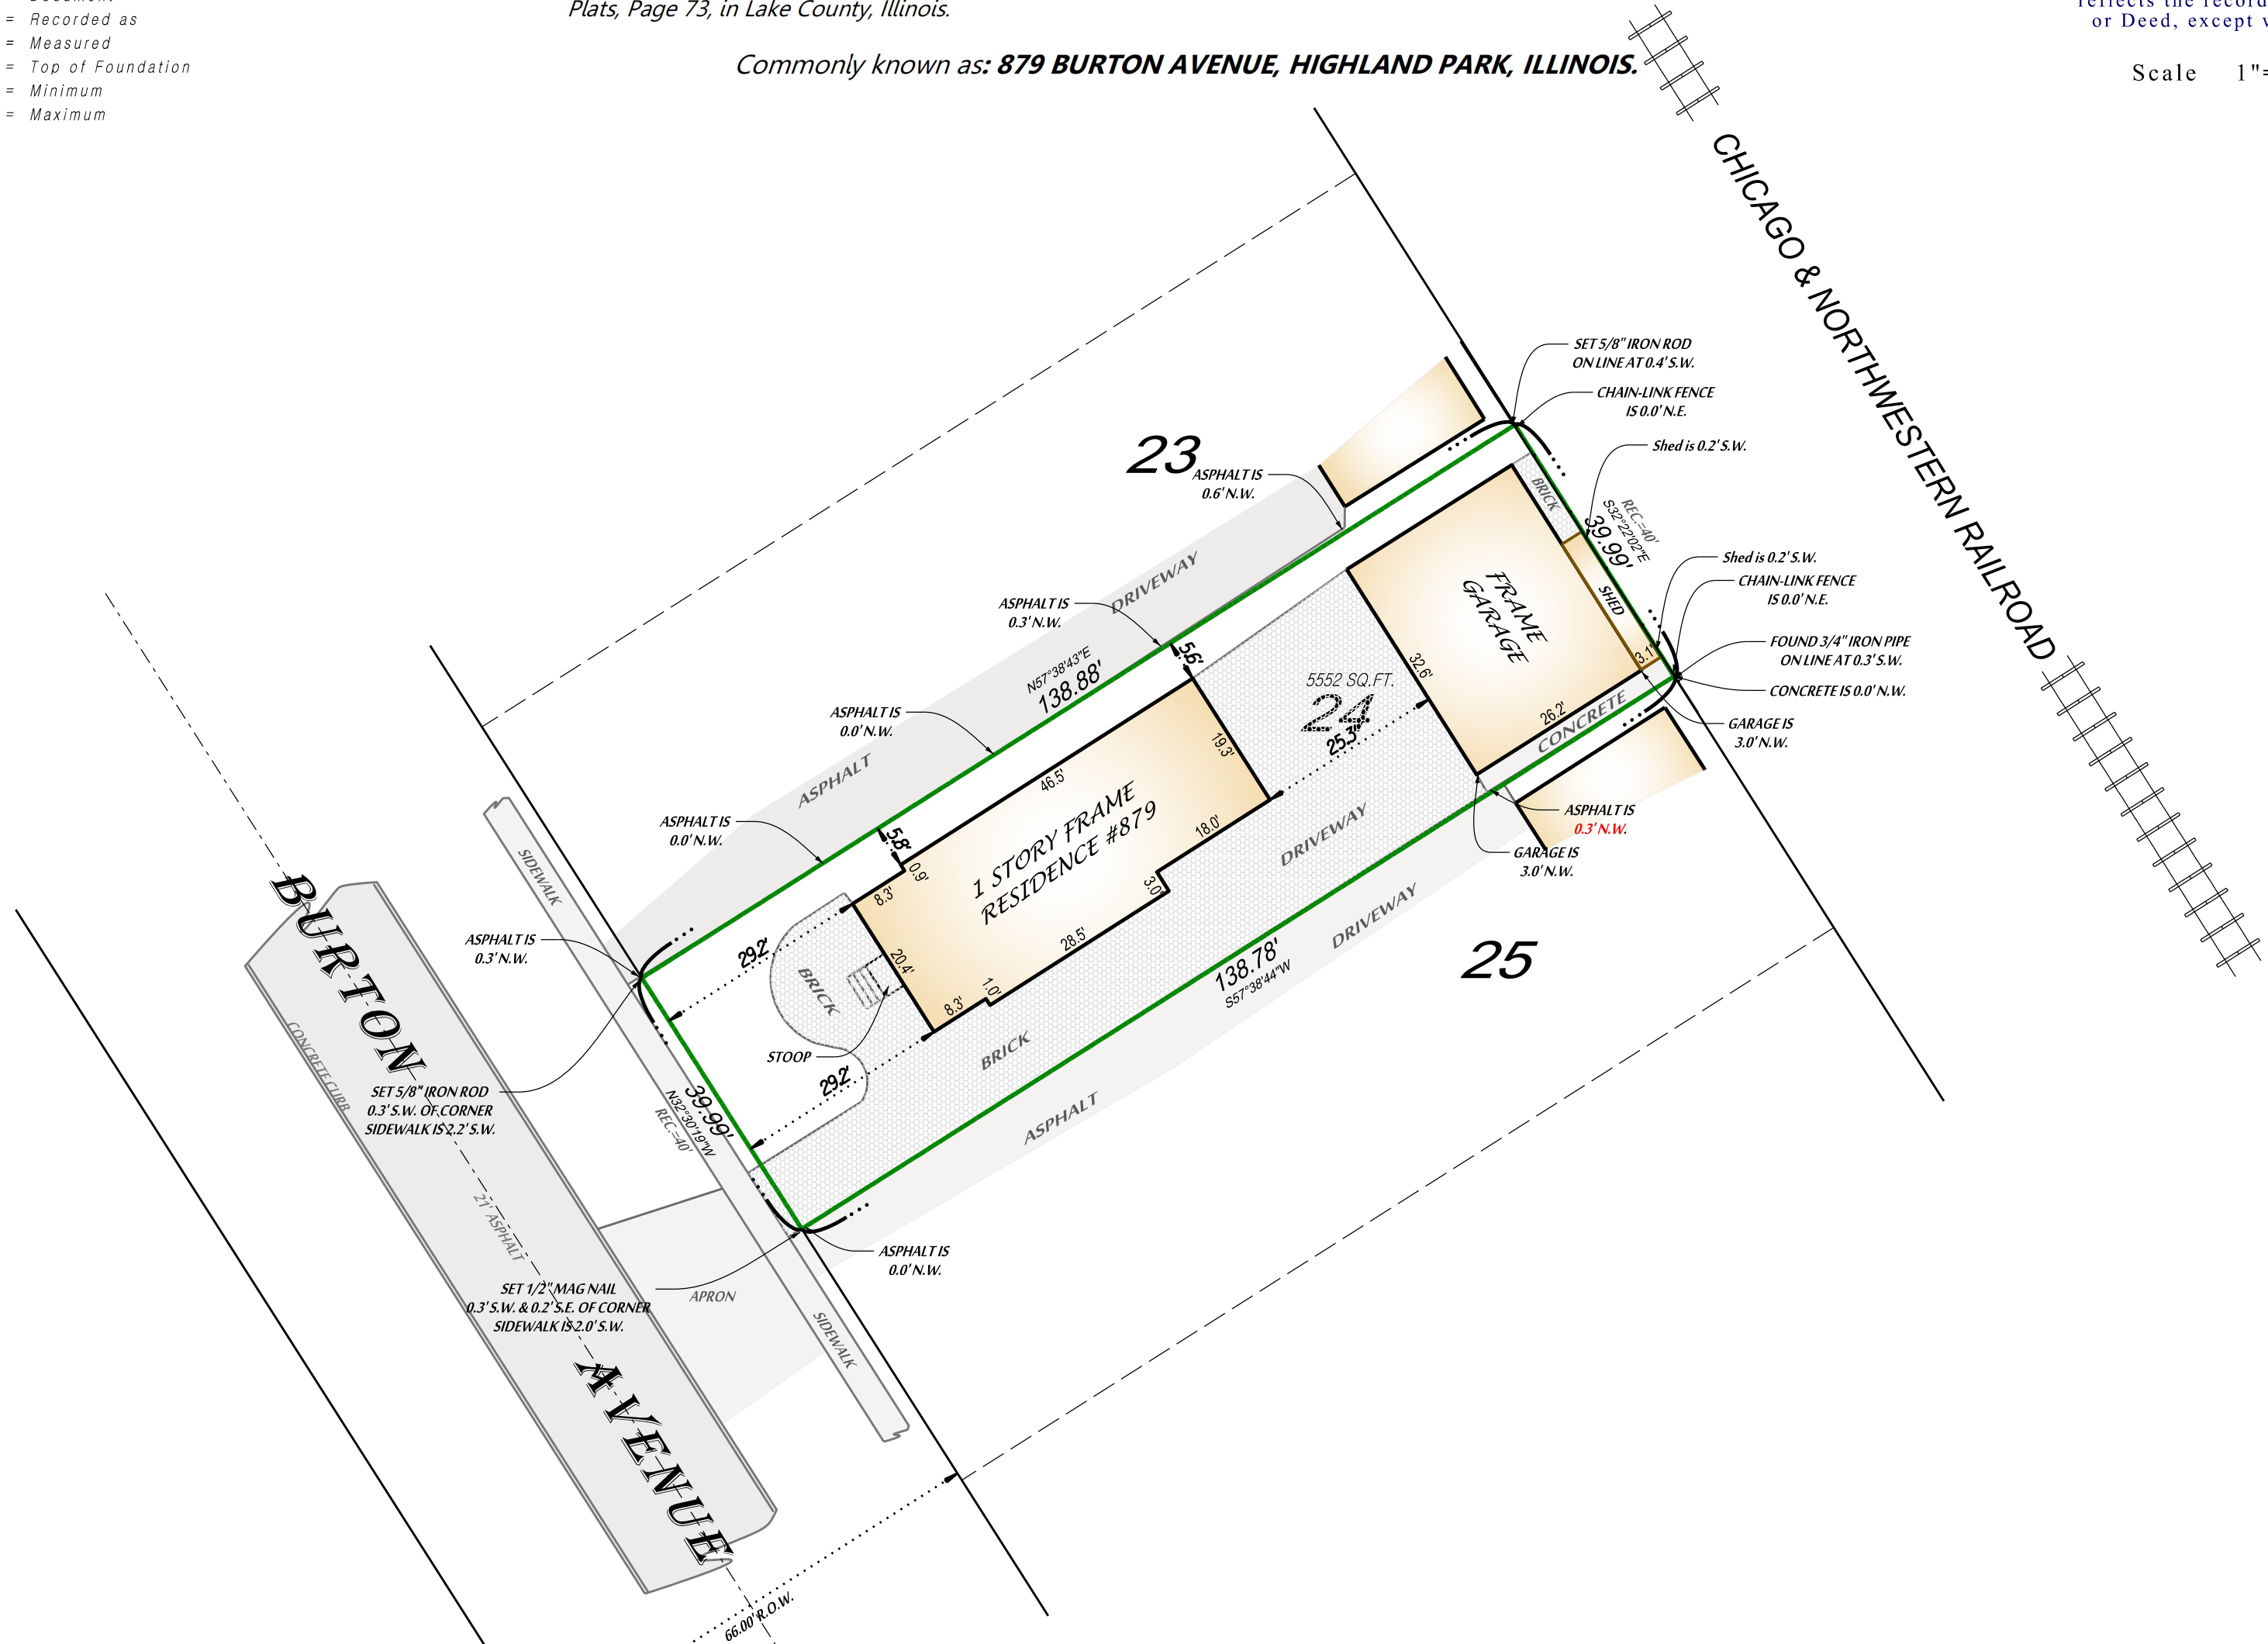 = Recorded as
= Measured
= Top of Foundation
= Minimum
= Maximum
Plats, Page 73, in Lake County, Illinois.
Commonly known as: 879 BURTON AVENUE, HIGHLAND PARK, ILLINOIS.
or Deed, except
Scale 1"=
CHICAGO & NORTHWESTERN RAILROAD
SET 5/8" IRON ROD
ON LINE AT 0.4' S.W.
CHAIN-LINK FENCE
IS 0.0' N.E.
Shed is 0.2' S.W.
23
ASPHALT IS
0.6' N.W.
BRICK
REC.=40'
S32°22'02"E
39.99'
Shed is 0.2' S.W.
CHAIN-LINK FENCE
IS 0.0' N.E.
FOUND 3/4" IRON PIPE
ON LINE AT 0.3' S.W.
CONCRETE IS 0.0' N.W.
GARAGE IS
3.0' N.W.
SHED
3.1'
FRAME
GARAGE
32.6'
26.2'
CONCRETE
DRIVEWAY
ASPHALT IS
0.3' N.W.
5.6'
N57°38'43"E
138.88'
5552 SQ.FT.
24
25.3'
ASPHALT IS
0.0' N.W.
ASPHALT
46.5'
19.3'
ASPHALT IS
0.3' N.W.
GARAGE IS
3.0' N.W.
ASPHALT IS
0.0' N.W.
5.8'
0.9'
8.3'
1 STORY FRAME
RESIDENCE #879
18.0'
3.0'
DRIVEWAY
28.5'
20.4'
1.0'
8.3'
SIDEWALK
BURTON
ASPHALT IS
0.3' N.W.
29.2'
BRICK
DRIVEWAY
25
138.78'
S57°38'44"W
STOOP
BRICK
29.2'
ASPHALT
CONCRETE CURB
SET 5/8" IRON ROD
0.3' S.W. OF CORNER
SIDEWALK IS 2.2' S.W.
39.99'
N32°30'19"W
REC.=40'
21' ASPHALT
ASPHALT IS
0.0' N.W.
SET 1/2" MAG NAIL
0.3' S.W. & 0.2' S.E. OF CORNER
SIDEWALK IS 2.0' S.W.
APRON
SIDEWALK
AVENUE
66.00' R.O.W.